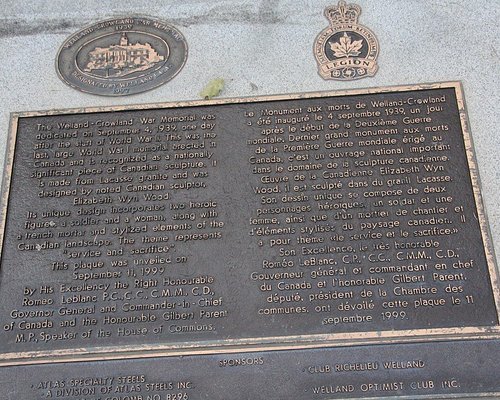 WELLAND-CROWLAND WAR MEMORIAL
1939
LEGION
The Welland-Crowland War Memorial was
dedicated on September 4, 1939, one day
after the start of World War II. This was the
last, large World War I memorial erected in
Canada and is recognized as a nationally
significant piece of Canadian sculpture. It
is made from Lacasse granite and was
designed by noted Canadian sculptor,
Elizabeth Wyn Wood.
Its unique design incorporates two heroic
figures, a soldier and a woman, along with
a French mortar and stylized elements of the
Canadian landscape. The theme represents
"service and sacrifice".
This plaque was unveiled on
September 11, 1999
by His Excellency the Right Honourable
Roméo Leblanc P.C., C.C., C.M.M., C.D.,
Governor General and Commander-in-Chief
of Canada and the Honourable Gilbert Parent
M.P., Speaker of the House of Commons.
Le Monument aux morts de Welland-Crowland
a été inauguré le 4 septembre 1939, un jour
après le début de la Deuxième Guerre
mondiale. Dernier grand monument aux morts
de la Première Guerre mondiale érigé au
Canada, c'est un ouvrage national important
dans le domaine de la sculpture canadienne.
Œuvre de la Canadienne Elizabeth Wyn
Wood, il est sculpté dans du granit Lacasse.
Son dessin unique se compose de deux
personnages héroïques, un soldat et une
femme, ainsi que d'un mortier de chantier et
d'éléments stylisés du paysage canadien. Il
a pour thème «le service et le sacrifice».
Son Excellence le très honorable
Roméo LeBlanc, C.P., C.C., C.M.M., C.D.,
Gouverneur général et commandant en chef
du Canada et l'honorable Gilbert Parent,
député, président de la Chambre des
communes, ont dévoilé cette plaque le 11
septembre 1999.
SPONSORS
· ATLAS SPECIALTY STEELS
· A DIVISION OF ATLAS STEELS INC.
NO. 8296
· CLUB RICHELIEU WELLAND
· WELLAND OPTIMIST CLUB INC.